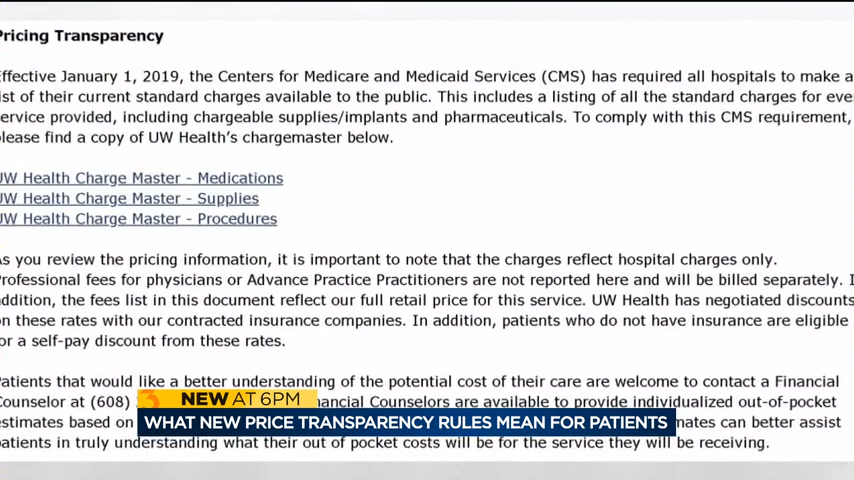 Pricing Transparency
Effective January 1, 2019, the Centers for Medicare and Medicaid Services (CMS) has required all hospitals to make a
list of their current standard charges available to the public. This includes a listing of all the standard charges for eve
service provided, including chargeable supplies/implants and pharmaceuticals. To comply with this CMS requirement,
please find a copy of UW Health's chargemaster below.
UW Health Charge Master - Medications
UW Health Charge Master - Supplies
UW Health Charge Master - Procedures
As you review the pricing information, it is important to note that the charges reflect hospital charges only.
Professional fees for physicians or Advance Practice Practitioners are not reported here and will be billed separately. I
addition, the fees list in this document reflect our full retail price for this service. UW Health has negotiated discounts
on these rates with our contracted insurance companies. In addition, patients who do not have insurance are eligible
for a self-pay discount from these rates.
Patients that would like a better understanding of the potential cost of their care are welcome to contact a Financial
Counselor at (608) nancial Counselors are available to provide individualized out-of-pocket
3 NEW AT 6PM
estimates based on mates can better assist
WHAT NEW PRICE TRANSPARENCY RULES MEAN FOR PATIENTS
patients in truly understanding what their out of pocket costs will be for the service they will be receiving.